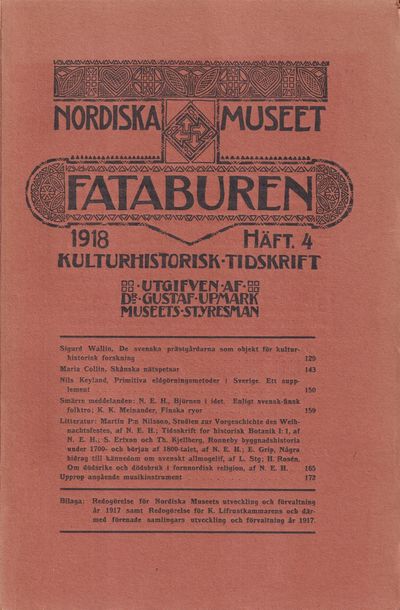 NORDISKA MUSEET
FATABUREN
1918 HÄFT. 4
KULTURHISTORISK·TIDSKRIFT
UTGIFVEN·AF·
DR·GUSTAF·UPMARK
MUSEETS·STYRESMAN
Sigurd Wallin, De svenska prästgårdarna som objekt för kultur-
historisk forskning 129
Maria Collin, Skånska nätspetsar 143
Nils Keyland, Primitiva eldgörningsmetoder i Sverige. Ett supp-
lement 150
Smärre meddelanden: N. E. H., Björnen i idet. Enligt svensk-finsk
folktro; K. K. Meinander, Finska ryor 159
Litteratur: Martin P:n Nilsson, Studien zur Vorgeschichte des Weih-
nachtsfestes, af N. E. H.; Tidsskrift for historisk Botanik I: 1, af
N. E. H.; S. Erixon och Th. Kjellberg, Ronneby byggnadshistoria
under 1700- och början af 1800-talet, af N. E. H.; E. Grip, Några
bidrag till kännedom om svenskt allmogelif, af L. Stg; H. Rosén,
Om dödsrike och dödsbruk i fornnordisk religion, af N. E. H. 165
Upprop angående musikinstrument 172
Bilaga: Redogörelse för Nordiska Museets utveckling och förvaltning
år 1917 samt Redogörelse för K. Lifrustkammarens och där-
med förenade samlingars utveckling och förvaltning år 1917.